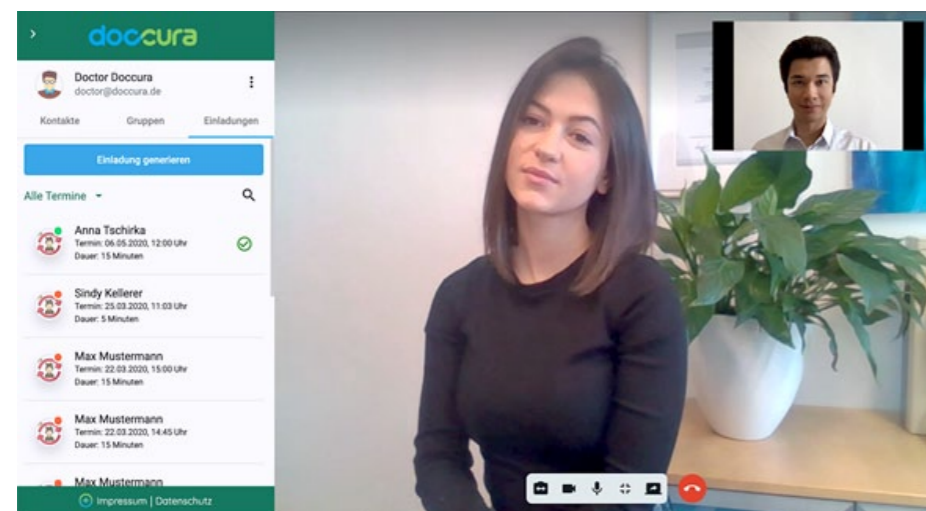 doccura
Doctor Doccura
doctor@doccura.de
Kontakte Gruppen Einladungen
Einladung generieren
Alle Termine
Anna Tschirka
Termin: 06.05.2020, 12:00 Uhr
Dauer: 15 Minuten
Sindy Kellerer
Termin: 25.03.2020, 11:03 Uhr
Dauer: 5 Minuten
Max Mustermann
Termin: 22.03.2020, 15:00 Uhr
Dauer: 15 Minuten
Max Mustermann
Termin: 22.03.2020, 14:45 Uhr
Dauer: 15 Minuten
Max Mustermann
Impressum | Datenschutz